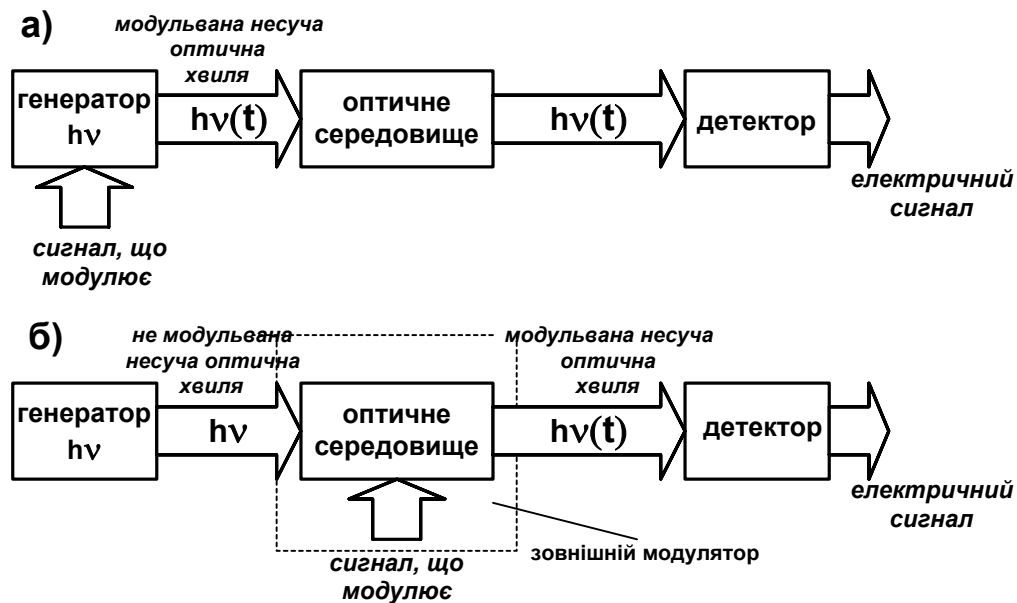 а)
модульвана несуча
оптична
хвиля
генератор
hν
hν(t)
оптичне
середовище
hν(t)
детектор
електричний
сигнал
сигнал, що
модулює
б)
не модульвана
несуча оптична
хвиля
модульвана несуча
оптична
хвиля
генератор
hν
hν
оптичне
середовище
hν(t)
детектор
електричний
сигнал
зовнішній модулятор
сигнал, що
модулює